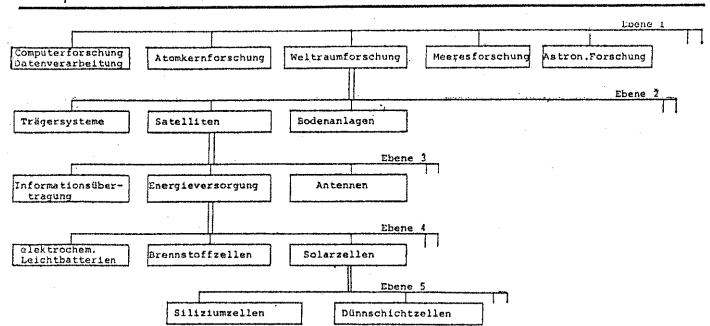 Ebene 1
Computerforschung
Datenverarbeitung
Atomkernforschung
Weltraumforschung
Meeresforschung
Astron.Forschung
Ebene 2
Trägersysteme
Satelliten
Bodenanlagen
Ebene 3
Informationsüber-
tragung
Energieversorgung
Antennen
Ebene 4
elektrochem.
Leichtbatterien
Brennstoffzellen
Solarzellen
Ebene 5
Siliziumzellen
Dünnschichtzellen